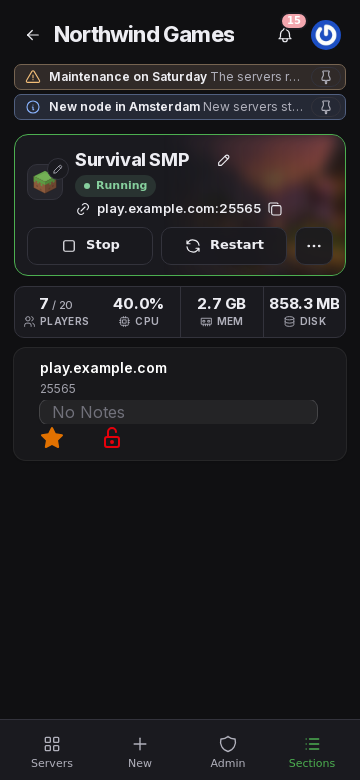 Northwind Games
15
Maintenance on Saturday The servers r...
New node in Amsterdam New servers st...
Survival SMP
Running
play.example.com:25565
Stop
Restart
7 / 20
PLAYERS
40.0%
CPU
2.7 GB
MEM
858.3 MB
DISK
play.example.com
25565
No Notes
Servers
New
Admin
Sections